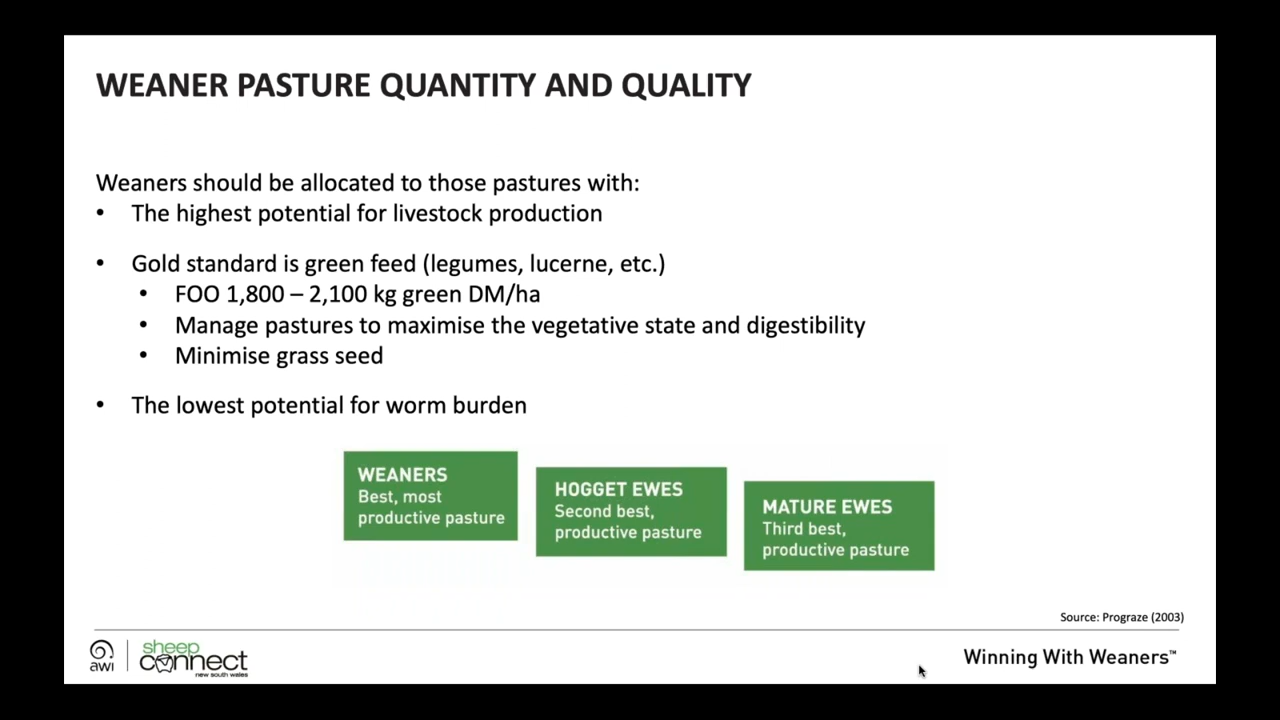 WEANER PASTURE QUANTITY AND QUALITY
Weaners should be allocated to those pastures with:
• The highest potential for livestock production
• Gold standard is green feed (legumes, lucerne, etc.)
• FOO 1,800 – 2,100 kg green DM/ha
• Manage pastures to maximise the vegetative state and digestibility
• Minimise grass seed
• The lowest potential for worm burden
WEANERS
Best, most
productive pasture
HOGGET EWES
Second best,
productive pasture
MATURE EWES
Third best,
productive pasture
Source: Prograze (2003)
awi
sheep
connect
new south wales
Winning With Weaners™